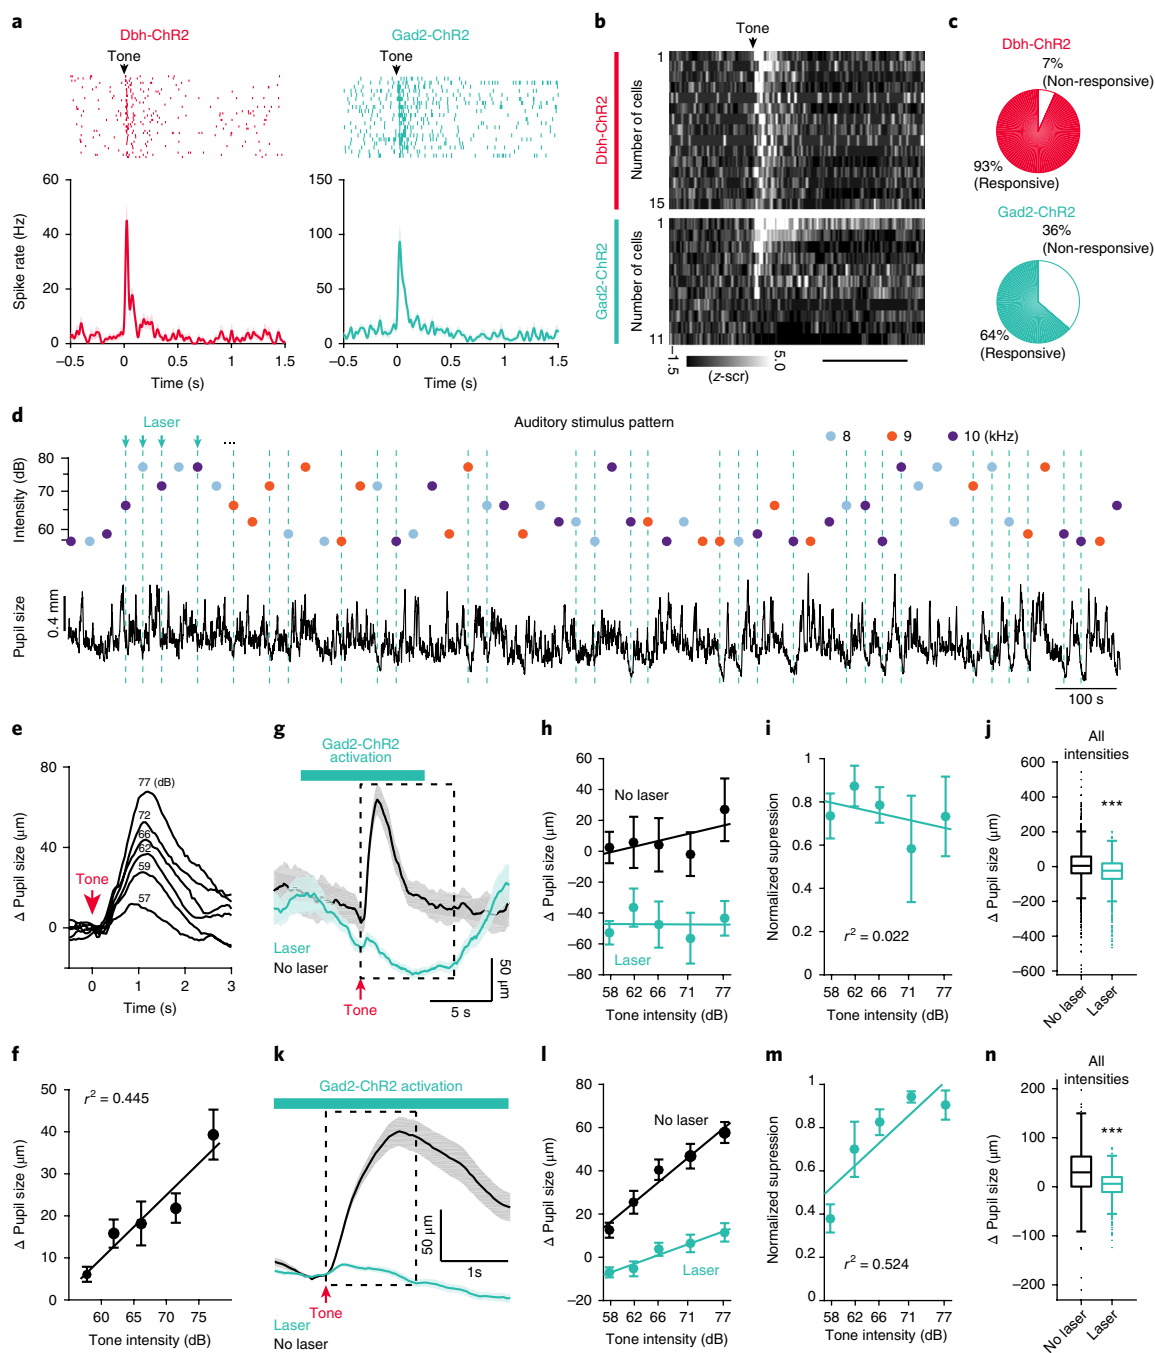 a
Dbh-ChR2
Tone
Gad2-ChR2
Tone
60
40
20
0
Spike rate (Hz)
–0.5 0 0.5 1.0 1.5
Time (s)
150
100
50
0
–0.5 0 0.5 1.0 1.5
Time (s)
b
Tone
Dbh-ChR2
Number of cells
1
15
Gad2-ChR2
Number of cells
1
11
–1.5
5.0
(z-scr)
c
Dbh-ChR2
7%
(Non-responsive)
93%
(Responsive)
Gad2-ChR2
36%
(Non-responsive)
64%
(Responsive)
d
Laser
...
Auditory stimulus pattern
8 9 10 (kHz)
Intensity (dB)
80
70
60
Pupil size
0.4 mm
100 s
e
80
40
0
Δ Pupil size (μm)
77 (dB)
72
66
62
59
57
Tone
0 1 2 3
Time (s)
g
Gad2-ChR2
activation
Laser
No laser
Tone
50 μm
5 s
h
60
40
20
0
–20
–40
–60
–80
Δ Pupil size (μm)
No laser
Laser
58 62 66 71 77
Tone intensity (dB)
i
1
0.8
0.6
0.4
0.2
0
Normalized supression
r² = 0.022
58 62 66 71 77
Tone intensity (dB)
j
All
intensities
600
400
200
0
–200
–400
–600
Δ Pupil size (μm)
***
No laser
Laser
f
50
40
30
20
10
0
Δ Pupil size (μm)
r² = 0.445
60 65 70 75
Tone intensity (dB)
k
Gad2-ChR2 activation
Tone
Laser
No laser
50 μm
1s
l
80
60
40
20
0
–20
Δ Pupil size (μm)
No laser
Laser
58 62 66 71 77
Tone intensity (dB)
m
1
0.8
0.6
0.4
0.2
0
Normalized supression
r² = 0.524
58 62 66 71 77
Tone intensity (dB)
n
All
intensities
200
100
0
–100
–200
Δ Pupil size (μm)
***
No laser
Laser